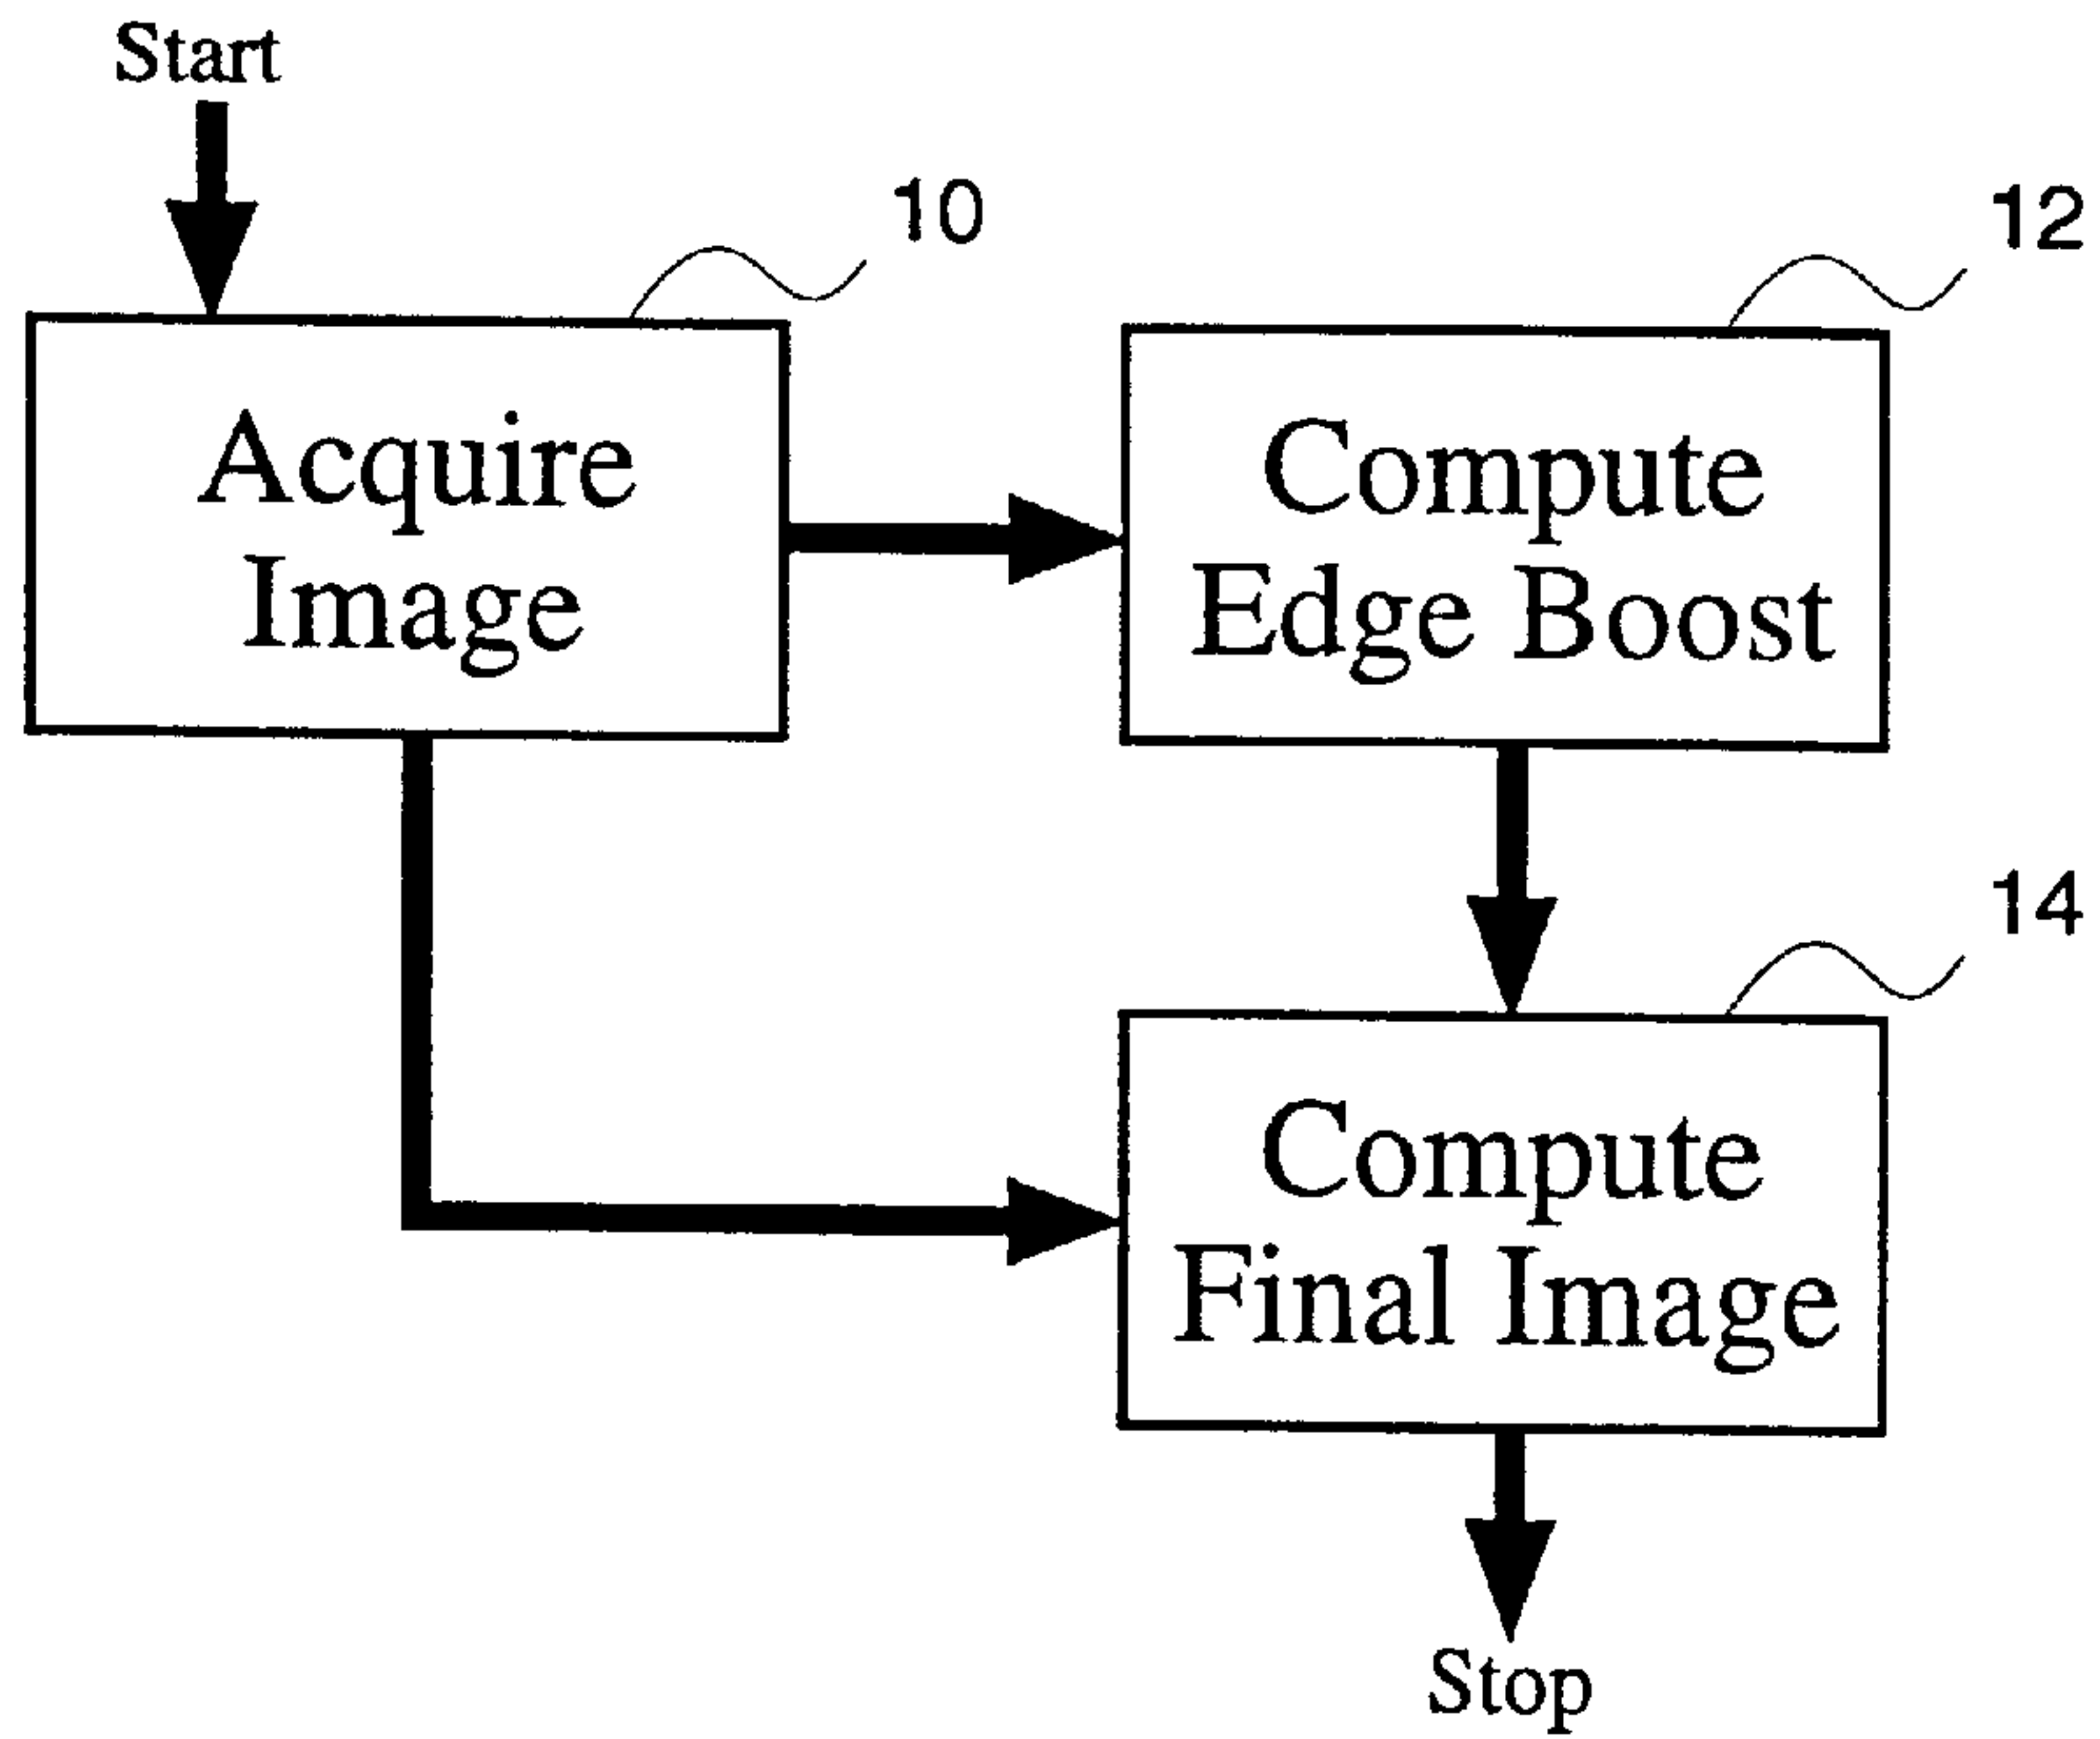 Start
10
12
Acquire
Image
Compute
Edge Boost
14
Compute
Final Image
Stop